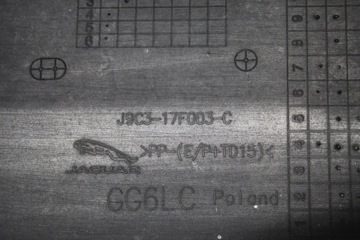 J9C3-17F003-C
>PP-(E/P+TD15)<
JAGUAR
GG6LC Poland